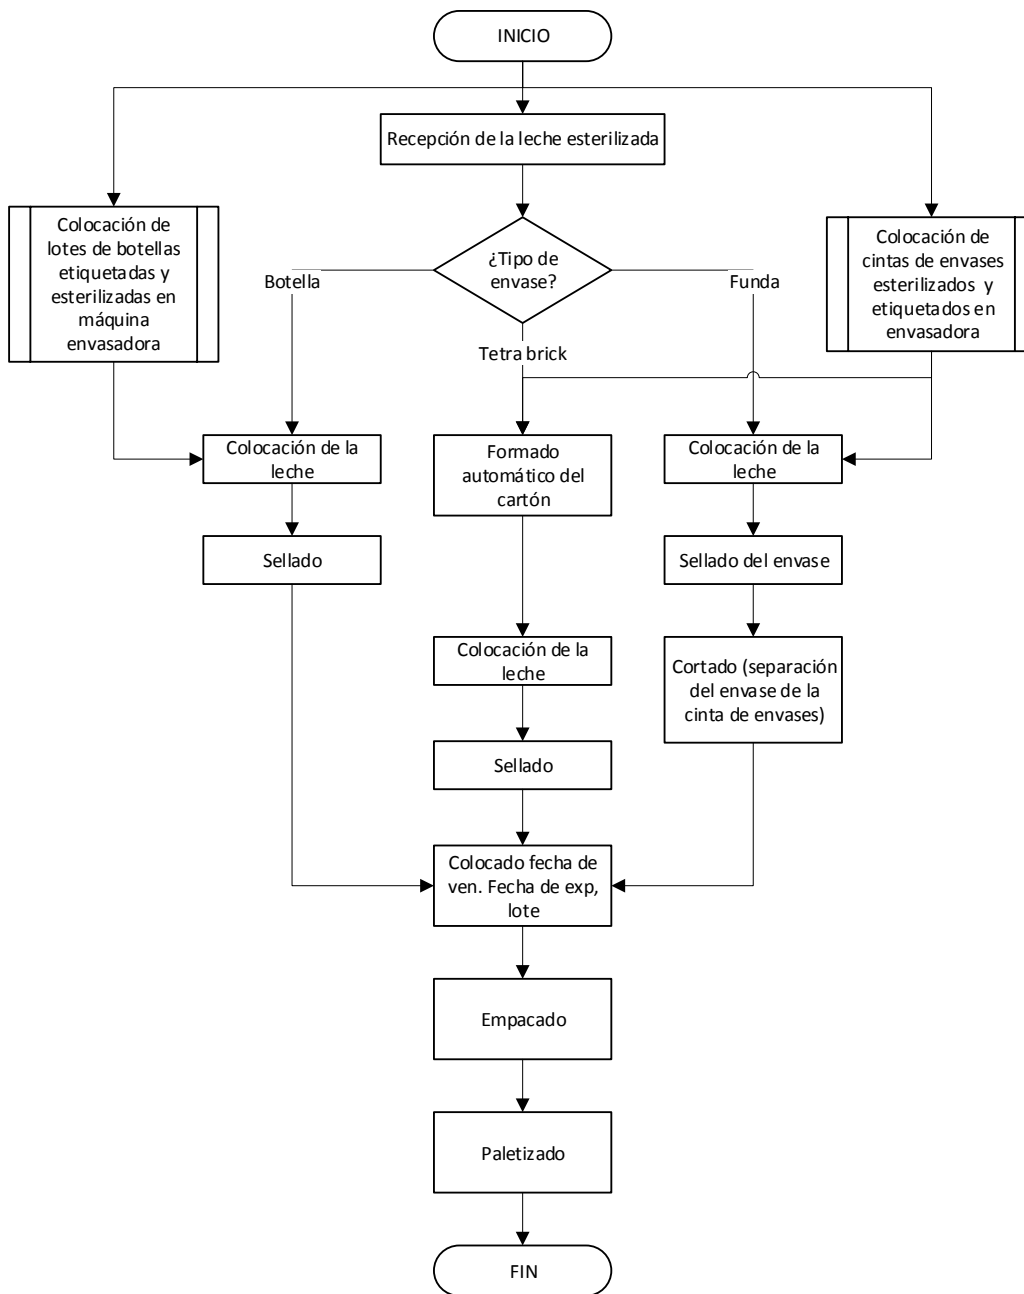 INICIO
Recepción de la leche esterilizada
Colocación de
lotes de botellas
etiquetadas y
esterilizadas en
máquina
envasadora
¿Tipo de
envase?
Colocación de
cintas de envases
esterilizados y
etiquetados en
envasadora
Botella
Funda
Tetra brick
Colocación de la
leche
Formado
automático del
cartón
Colocación de la
leche
Sellado
Sellado del envase
Colocación de la
leche
Cortado (separación
del envase de la
cinta de envases)
Sellado
Colocado fecha de
ven. Fecha de exp,
lote
Empacado
Paletizado
FIN